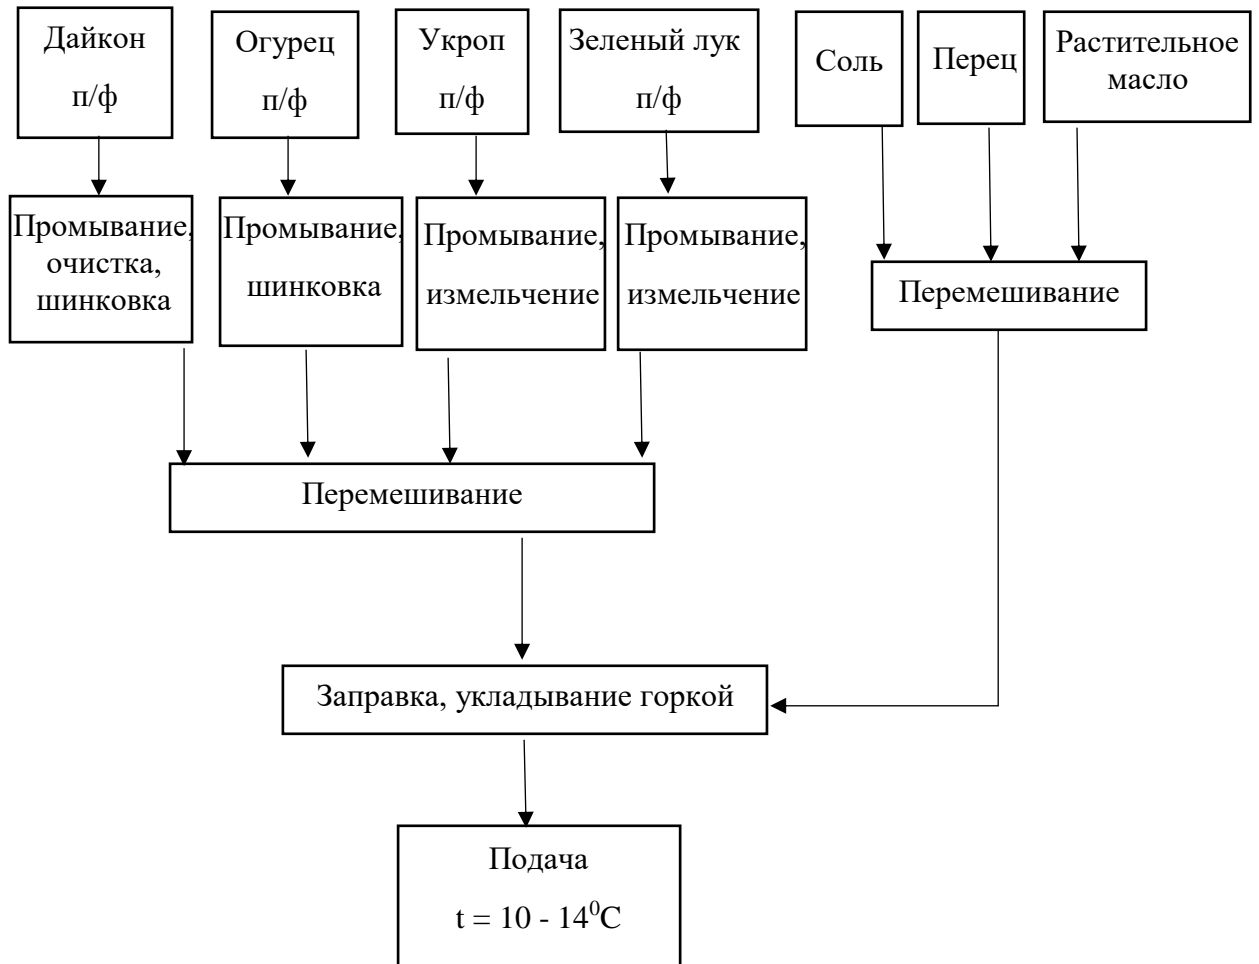 Дайкон
п/ф
Огурец
п/ф
Укроп
п/ф
Зеленый лук
п/ф
Соль
Перец
Растительное
масло
Промывание,
очистка,
шинковка
Промывание,
шинковка
Промывание,
измельчение
Промывание,
измельчение
Перемешивание
Перемешивание
Заправка, укладывание горкой
Подача
t = 10 - 14⁰С